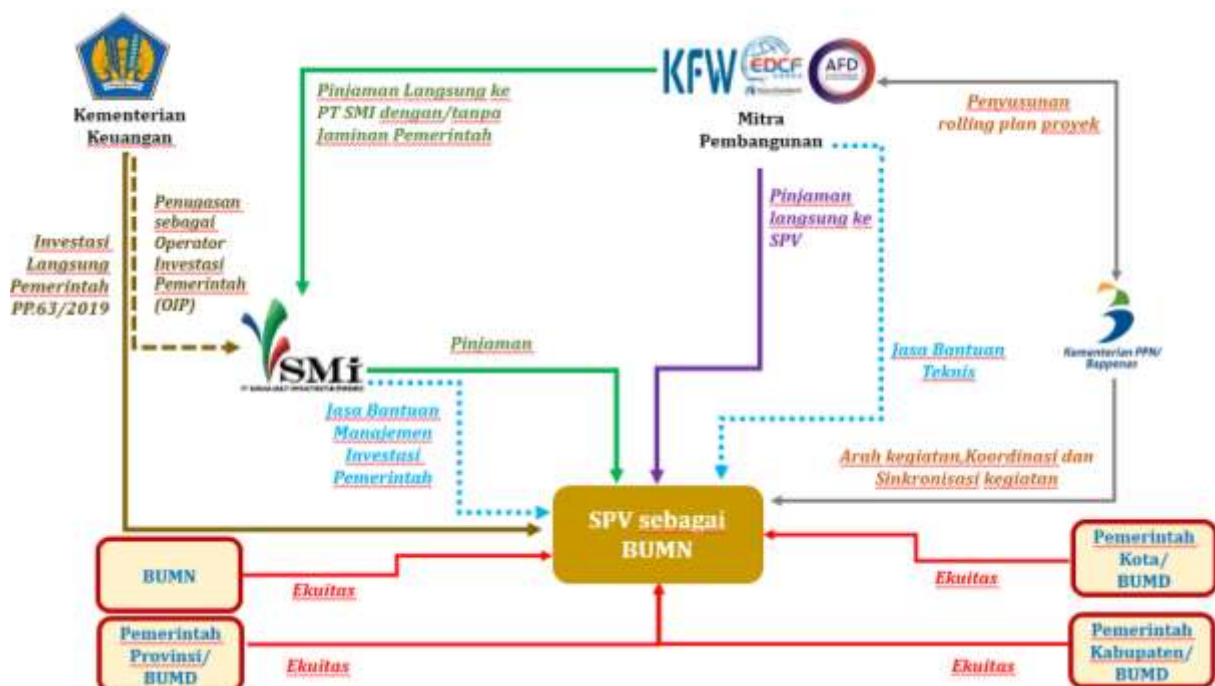 Kementerian
Keuangan
Pinjaman Langsung ke
PT SMI dengan/tanpa
Jaminan Pemerintah
KFW
EDCF
AFD
Mitra
Pembangunan
Penyusunan
rolling plan proyek
Investasi
Langsung
Pemerintah
PP.63/2019
Penugasan
sebagai
Operator
Investasi
Pemerintah
(OIP)
Pinjaman
langsung ke
SPV
SMi
Pinjaman
Jasa Bantuan
Teknis
Kementerian PPN/
Bappenas
Jasa Bantuan
Manajemen
Investasi
Pemerintah
Arah kegiatan,Koordinasi dan
Sinkronisasi kegiatan
SPV sebagai
BUMN
BUMN
Ekuitas
Ekuitas
Pemerintah
Kota/
BUMD
Pemerintah
Provinsi/
BUMD
Ekuitas
Ekuitas
Pemerintah
Kabupaten/
BUMD